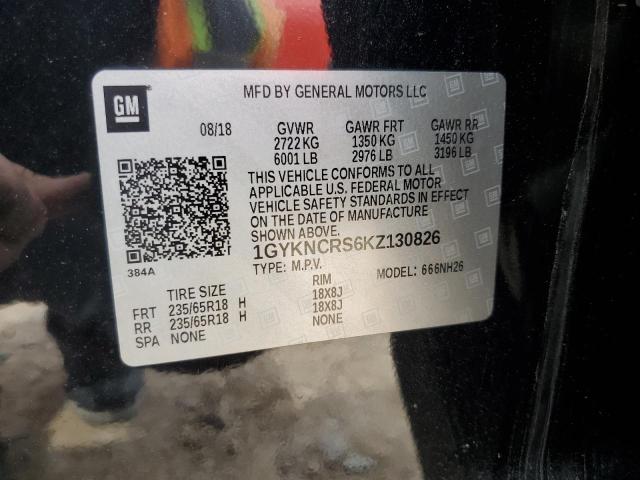 GM
MFD BY GENERAL MOTORS LLC
08/18 GVWR GAWR FRT GAWR RR
2722 KG 1350 KG 1450 KG
6001 LB 2976 LB 3196 LB
THIS VEHICLE CONFORMS TO ALL
APPLICABLE U.S. FEDERAL MOTOR
VEHICLE SAFETY STANDARDS IN EFFECT
ON THE DATE OF MANUFACTURE
SHOWN ABOVE.
1GYKNCRS6KZ130826
TYPE: M.P.V. MODEL: 666NH26
384A
TIRE SIZE RIM
FRT 235/65R18 H 18X8J
RR 235/65R18 H 18X8J
SPA NONE NONE